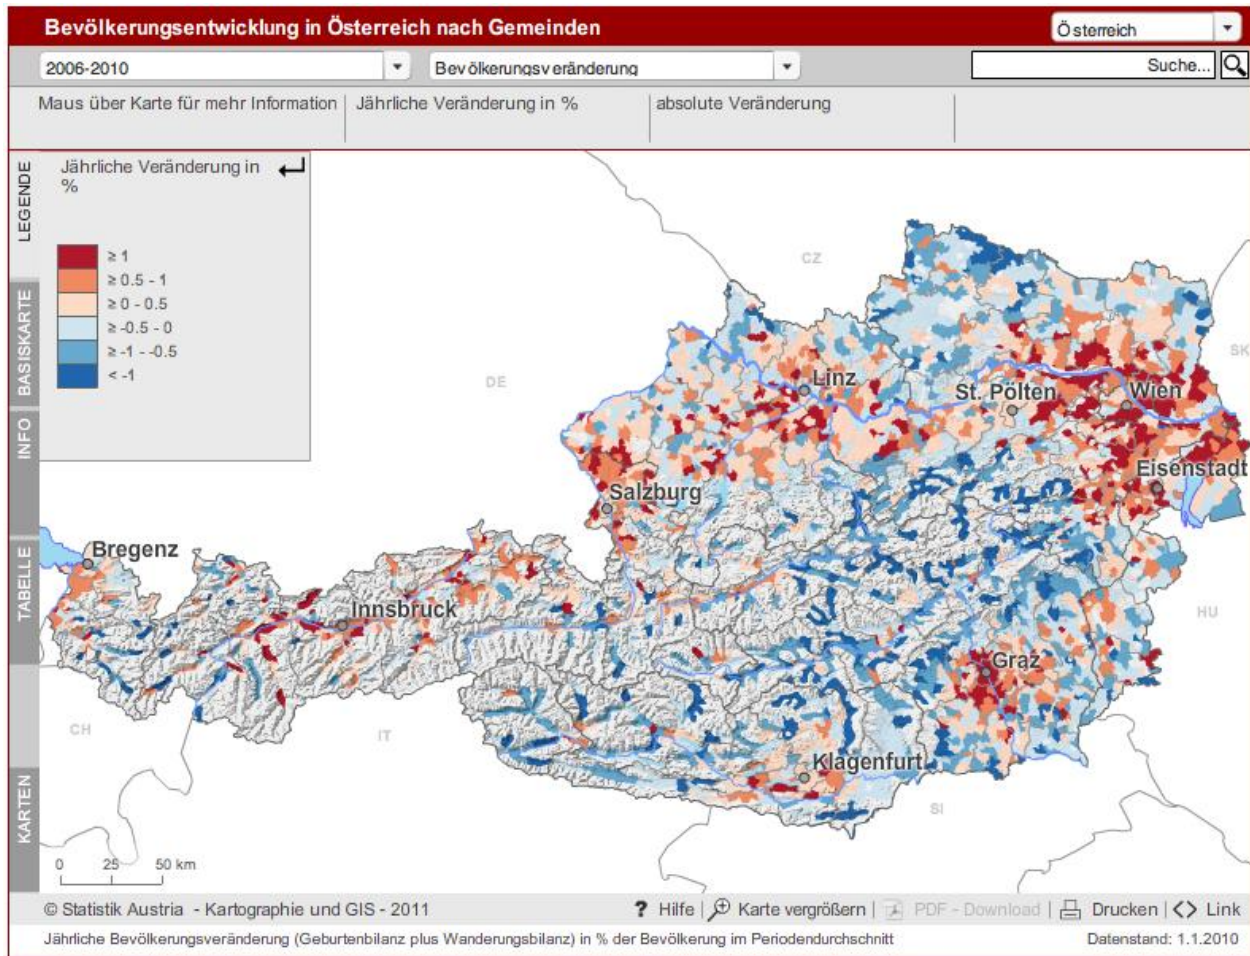 Bevölkerungsentwicklung in Österreich nach Gemeinden
Österreich
2006-2010
Bevölkerungsveränderung
Suche...
Maus über Karte für mehr Information
Jährliche Veränderung in %
absolute Veränderung
LEGENDE
BASISKARTE
INFO
TABELLE
KARTEN
Jährliche Veränderung in
%
≥ 1
≥ 0.5 - 1
≥ 0 - 0.5
≥ -0.5 - 0
≥ -1 - -0.5
< -1
CZ
SK
DE
Linz
St. Pölten
Wien
Eisenstadt
Salzburg
Bregenz
Innsbruck
HU
Graz
CH
IT
Klagenfurt
SI
0 25 50 km
© Statistik Austria - Kartographie und GIS - 2011
? Hilfe | Karte vergrößern | PDF - Download | Drucken | <> Link
Jährliche Bevölkerungsveränderung (Geburtenbilanz plus Wanderungsbilanz) in % der Bevölkerung im Periodendurchschnitt
Datenstand: 1.1.2010